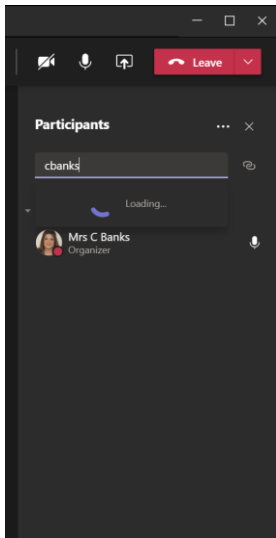 Leave
Participants
cbanks
Loading...
Mrs C Banks
Organizer